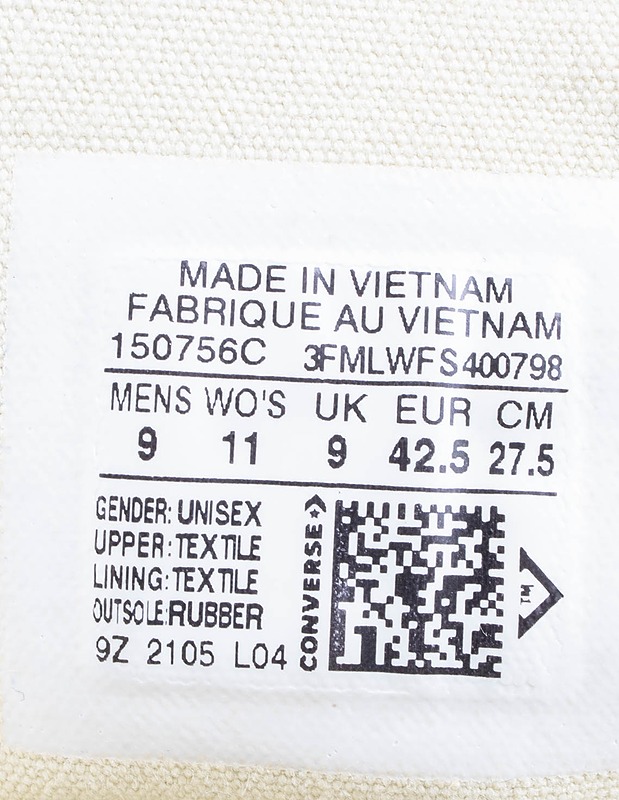 MADE IN VIETNAM
FABRIQUE AU VIETNAM
150756C 3FMLWFS400798
MENS WO'S UK EUR CM
9 11 9 42.5 27.5
GENDER: UNISEX
UPPER: TEXTILE
LINING: TEXTILE
OUTSOLE: RUBBER
9Z 2105 L04
CONVERSE